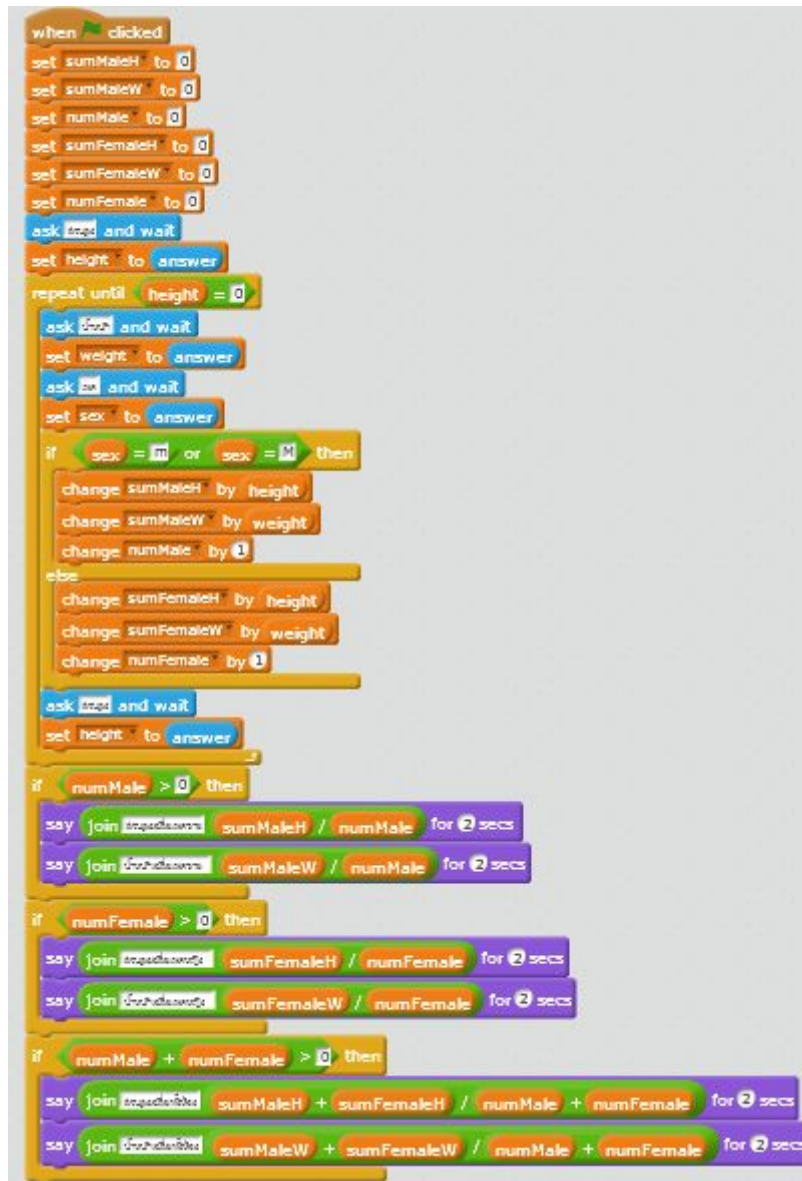 when clicked
set sumMaleH to 0
set sumMaleW to 0
set numMale to 0
set sumFemaleH to 0
set sumFemaleW to 0
set numFemale to 0
ask and wait
set height to answer
repeat until height = 0
ask and wait
set weight to answer
ask and wait
set sex to answer
if sex = m or sex = M then
change sumMaleH by height
change sumMaleW by weight
change numMale by 1
else
change sumFemaleH by height
change sumFemaleW by weight
change numFemale by 1
ask and wait
set height to answer
if numMale > 0 then
say join sumMaleH / numMale for 2 secs
say join sumMaleW / numMale for 2 secs
if numFemale > 0 then
say join sumFemaleH / numFemale for 2 secs
say join sumFemaleW / numFemale for 2 secs
if numMale + numFemale > 0 then
say join sumMaleH + sumFemaleH / numMale + numFemale for 2 secs
say join sumMaleW + sumFemaleW / numMale + numFemale for 2 secs